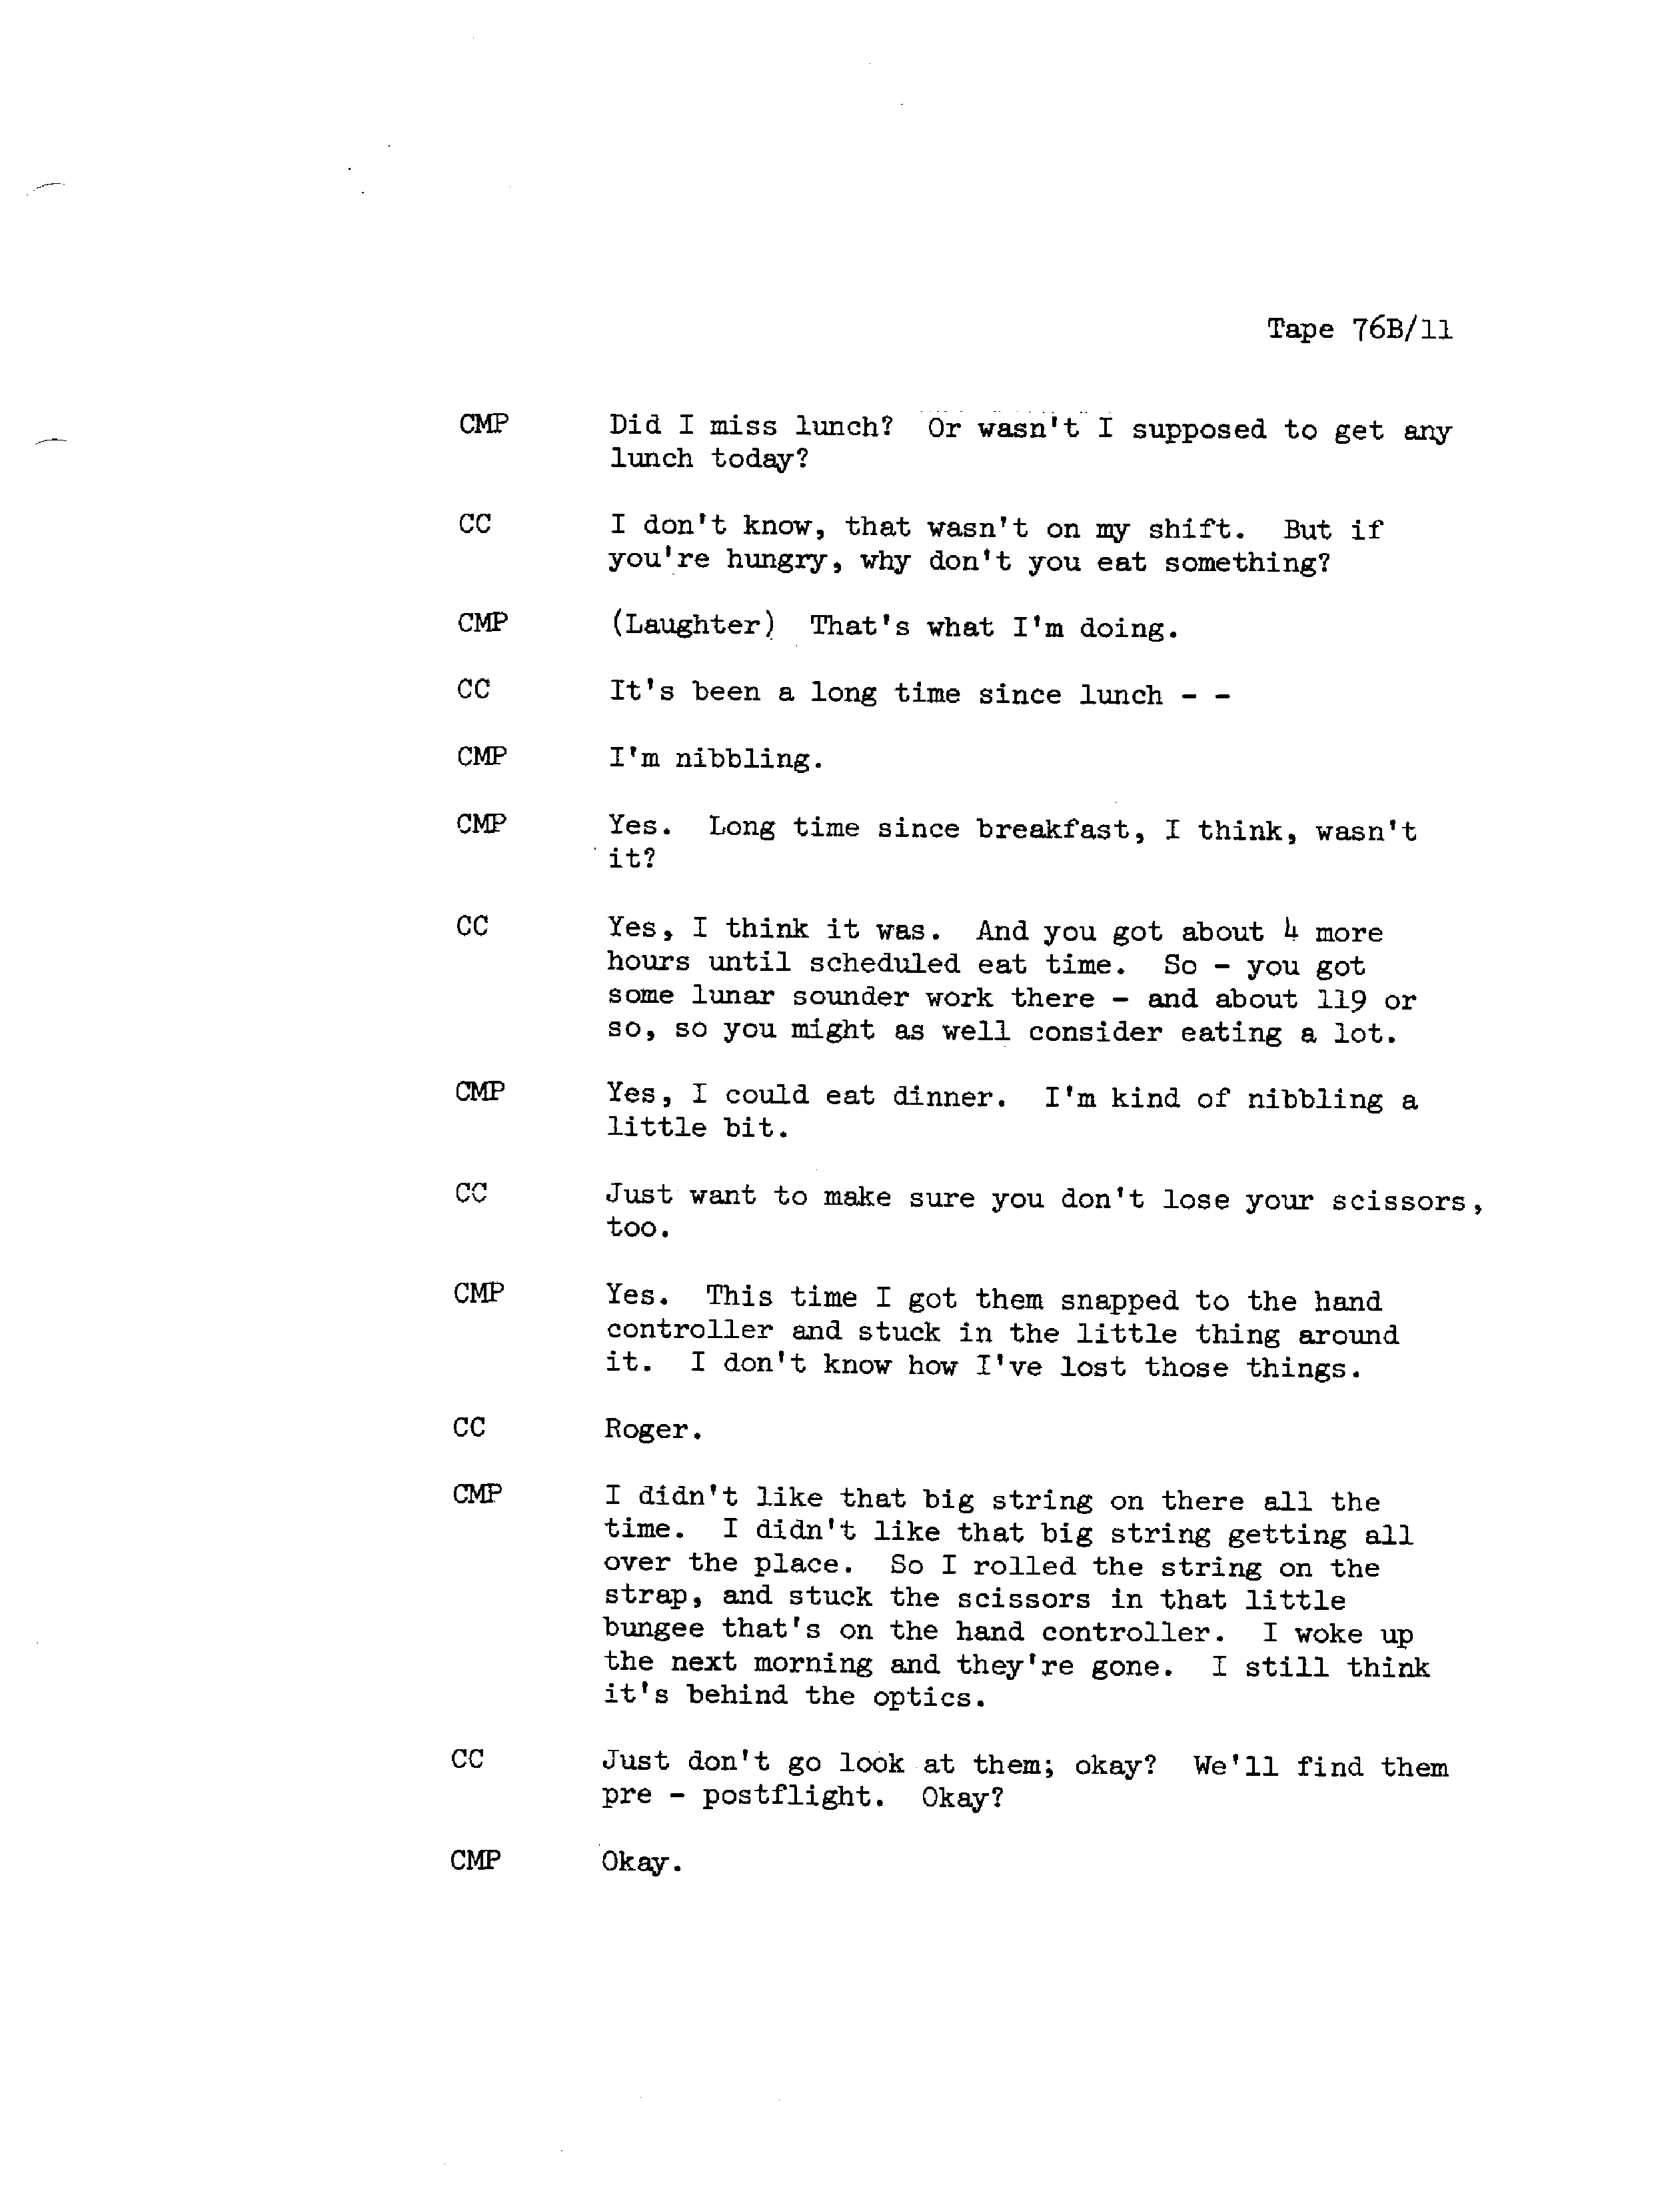 Tape 76B/11
CMP Did I miss lunch? Or wasn't I supposed to get any
lunch today?
CC I don't know, that wasn't on my shift. But if
you're hungry, why don't you eat something?
CMP (Laughter) That's what I'm doing.
CC It's been a long time since lunch - -
CMP I'm nibbling.
CMP Yes. Long time since breakfast, I think, wasn't
it?
CC Yes, I think it was. And you got about 4 more
hours until scheduled eat time. So - you got
some lunar sounder work there - and about 119 or
so, so you might as well consider eating a lot.
CMP Yes, I could eat dinner. I'm kind of nibbling a
little bit.
CC Just want to make sure you don't lose your scissors,
too.
CMP Yes. This time I got them snapped to the hand
controller and stuck in the little thing around
it. I don't know how I've lost those things.
CC Roger.
CMP I didn't like that big string on there all the
time. I didn't like that big string getting all
over the place. So I rolled the string on the
strap, and stuck the scissors in that little
bungee that's on the hand controller. I woke up
the next morning and they're gone. I still think
it's behind the optics.
CC Just don't go look at them; okay? We'll find them
pre - postflight. Okay?
CMP Okay.